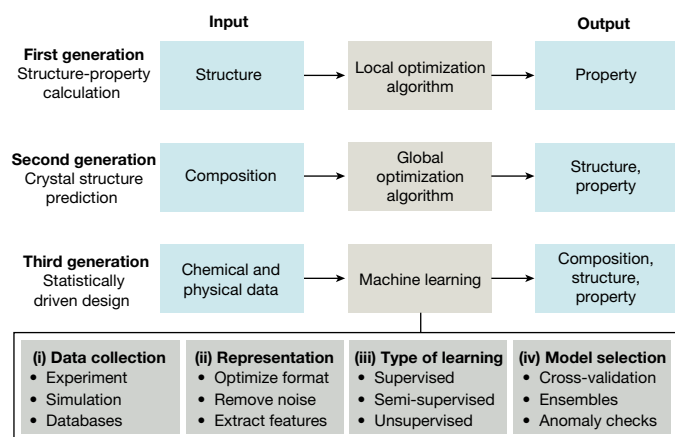 Input
Output
First generation
Structure-property
calculation
Structure
Local optimization
algorithm
Property
Second generation
Crystal structure
prediction
Composition
Global
optimization
algorithm
Structure,
property
Third generation
Statistically
driven design
Chemical and
physical data
Machine learning
Composition,
structure,
property
(i) Data collection
• Experiment
• Simulation
• Databases
(ii) Representation
• Optimize format
• Remove noise
• Extract features
(iii) Type of learning
• Supervised
• Semi-supervised
• Unsupervised
(iv) Model selection
• Cross-validation
• Ensembles
• Anomaly checks